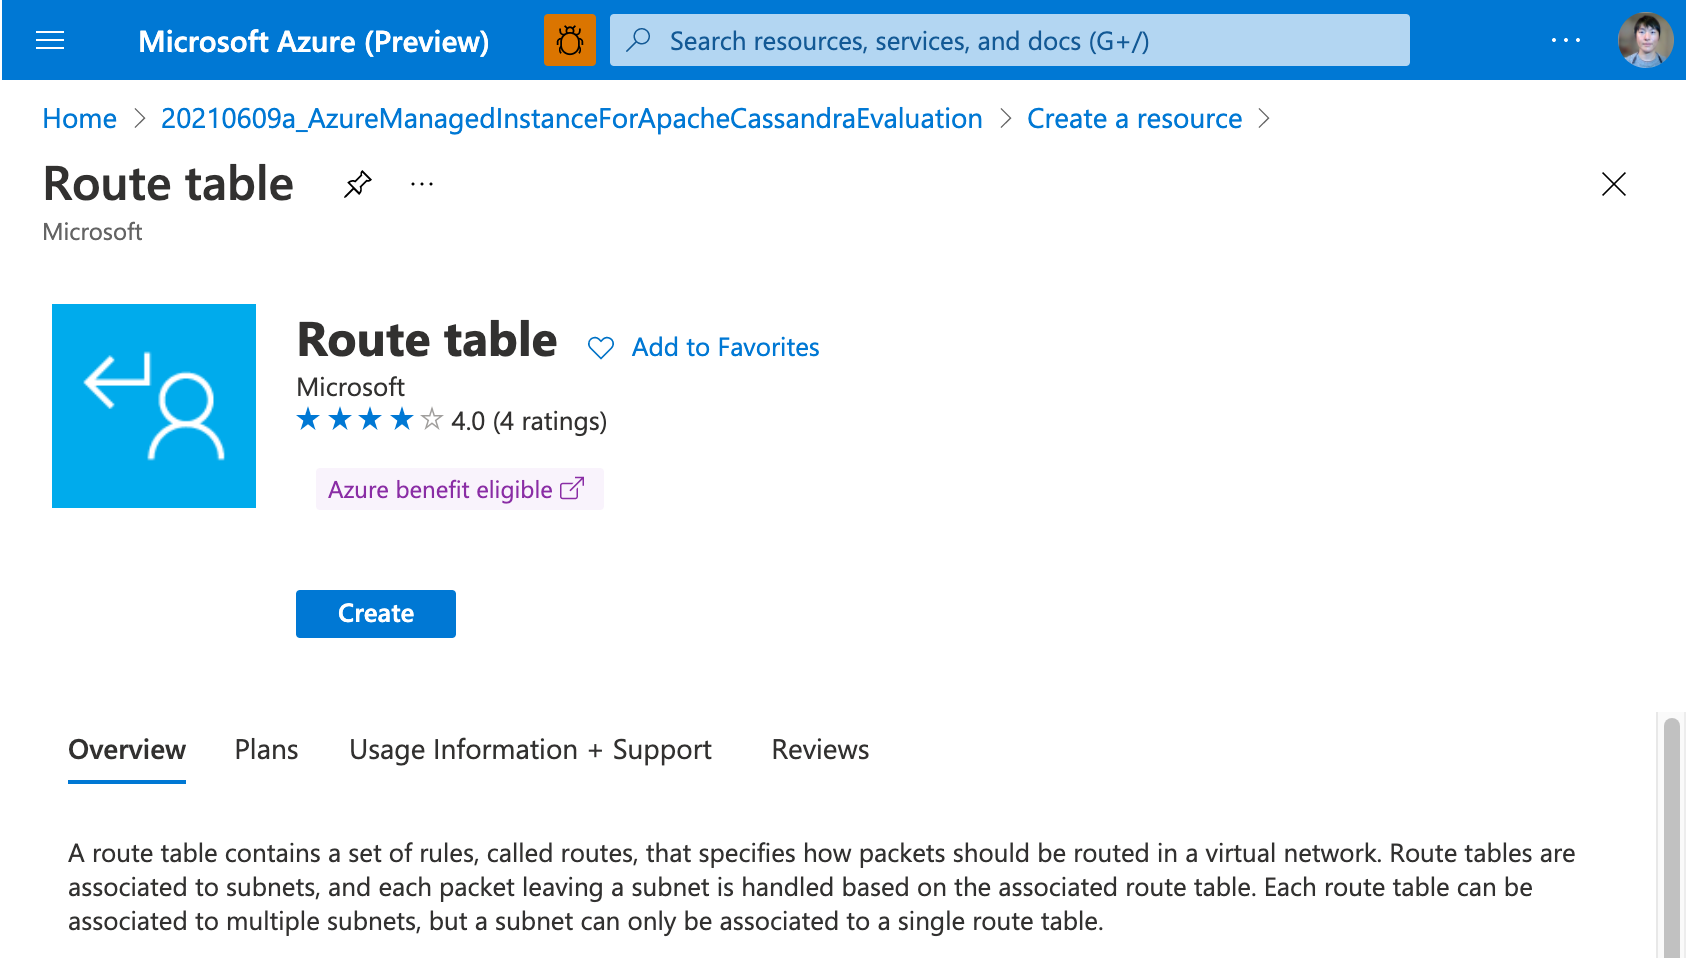 Microsoft Azure (Preview)
Search resources, services, and docs (G+/)
Home > 20210609a_AzureManagedInstanceForApacheCassandraEvaluation > Create a resource >
Route table
Microsoft
Route table
Add to Favorites
Microsoft
4.0 (4 ratings)
Azure benefit eligible
Create
Overview Plans Usage Information + Support Reviews
A route table contains a set of rules, called routes, that specifies how packets should be routed in a virtual network. Route tables are
associated to subnets, and each packet leaving a subnet is handled based on the associated route table. Each route table can be
associated to multiple subnets, but a subnet can only be associated to a single route table.